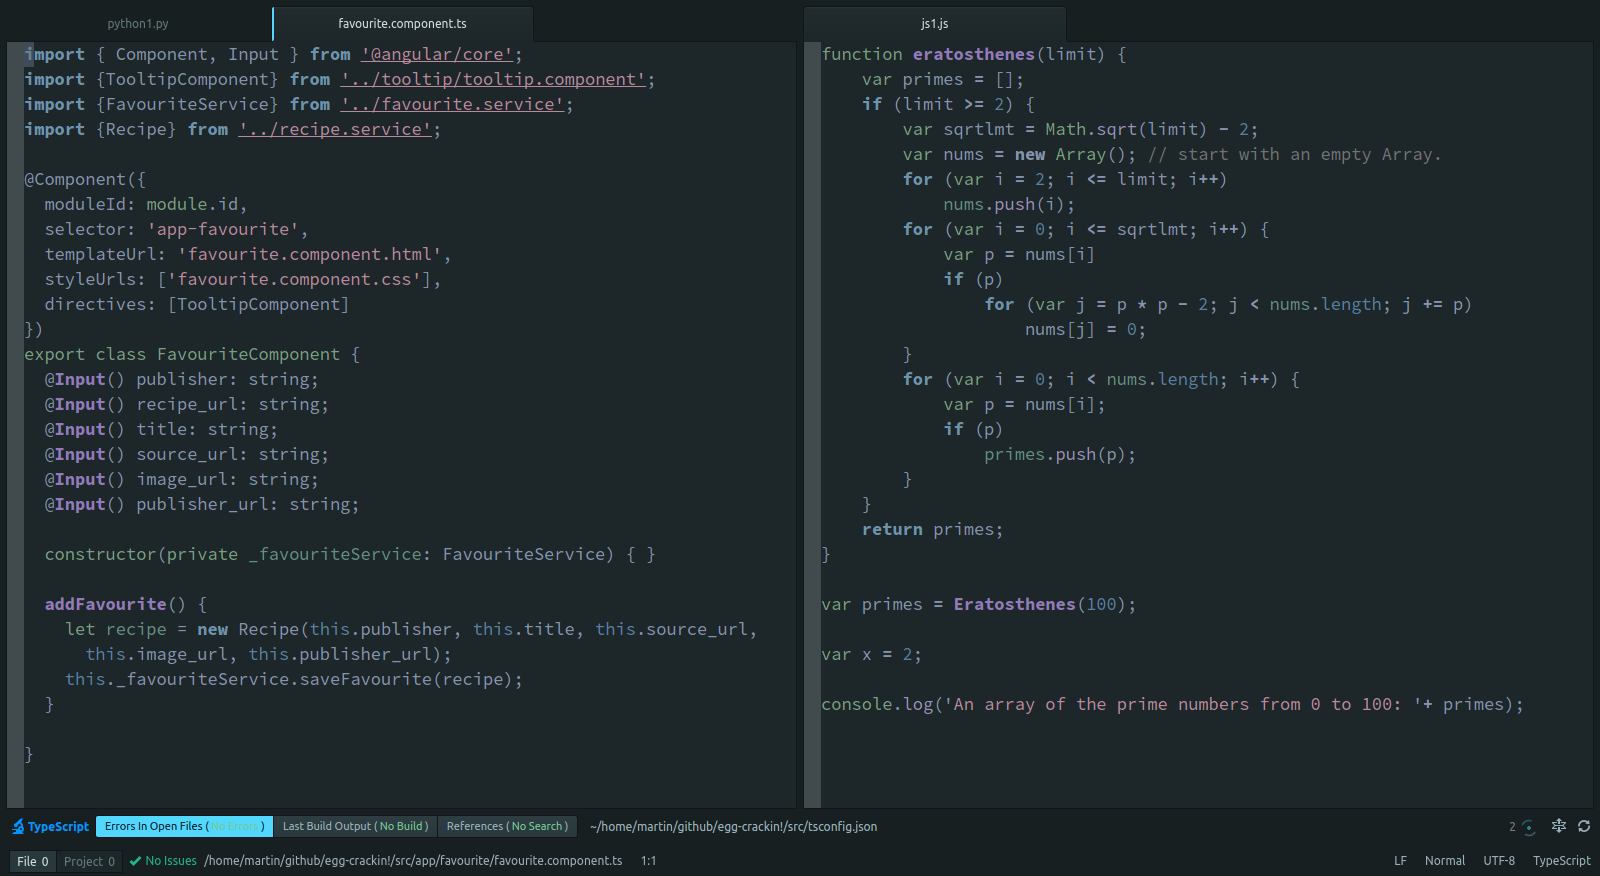 python1.py
favourite.component.ts
import { Component, Input } from '@angular/core';
import {TooltipComponent} from '../tooltip/tooltip.component';
import {FavouriteService} from '../favourite.service';
import {Recipe} from '../recipe.service';
@Component({
  moduleId: module.id,
  selector: 'app-favourite',
  templateUrl: 'favourite.component.html',
  styleUrls: ['favourite.component.css'],
  directives: [TooltipComponent]
})
export class FavouriteComponent {
  @Input() publisher: string;
  @Input() recipe_url: string;
  @Input() title: string;
  @Input() source_url: string;
  @Input() image_url: string;
  @Input() publisher_url: string;
  constructor(private _favouriteService: FavouriteService) { }
  addFavourite() {
    let recipe = new Recipe(this.publisher, this.title, this.source_url,
      this.image_url, this.publisher_url);
    this._favouriteService.saveFavourite(recipe);
  }
}
js1.js
function eratosthenes(limit) {
    var primes = [];
    if (limit >= 2) {
        var sqrtlmt = Math.sqrt(limit) - 2;
        var nums = new Array(); // start with an empty Array.
        for (var i = 2; i <= limit; i++)
            nums.push(i);
        for (var i = 0; i <= sqrtlmt; i++) {
            var p = nums[i]
            if (p)
                for (var j = p * p - 2; j < nums.length; j += p)
                    nums[j] = 0;
        }
        for (var i = 0; i < nums.length; i++) {
            var p = nums[i];
            if (p)
                primes.push(p);
        }
    }
    return primes;
}
var primes = Eratosthenes(100);
var x = 2;
console.log('An array of the prime numbers from 0 to 100: '+ primes);
TypeScript Errors In Open Files ( No Errors ) Last Build Output ( No Build ) References ( No Search ) ~/home/martin/github/egg-crackin!/src/tsconfig.json 2
File 0 Project 0 No Issues /home/martin/github/egg-crackin!/src/app/favourite/favourite.component.ts 1:1 LF Normal UTF-8 TypeScript